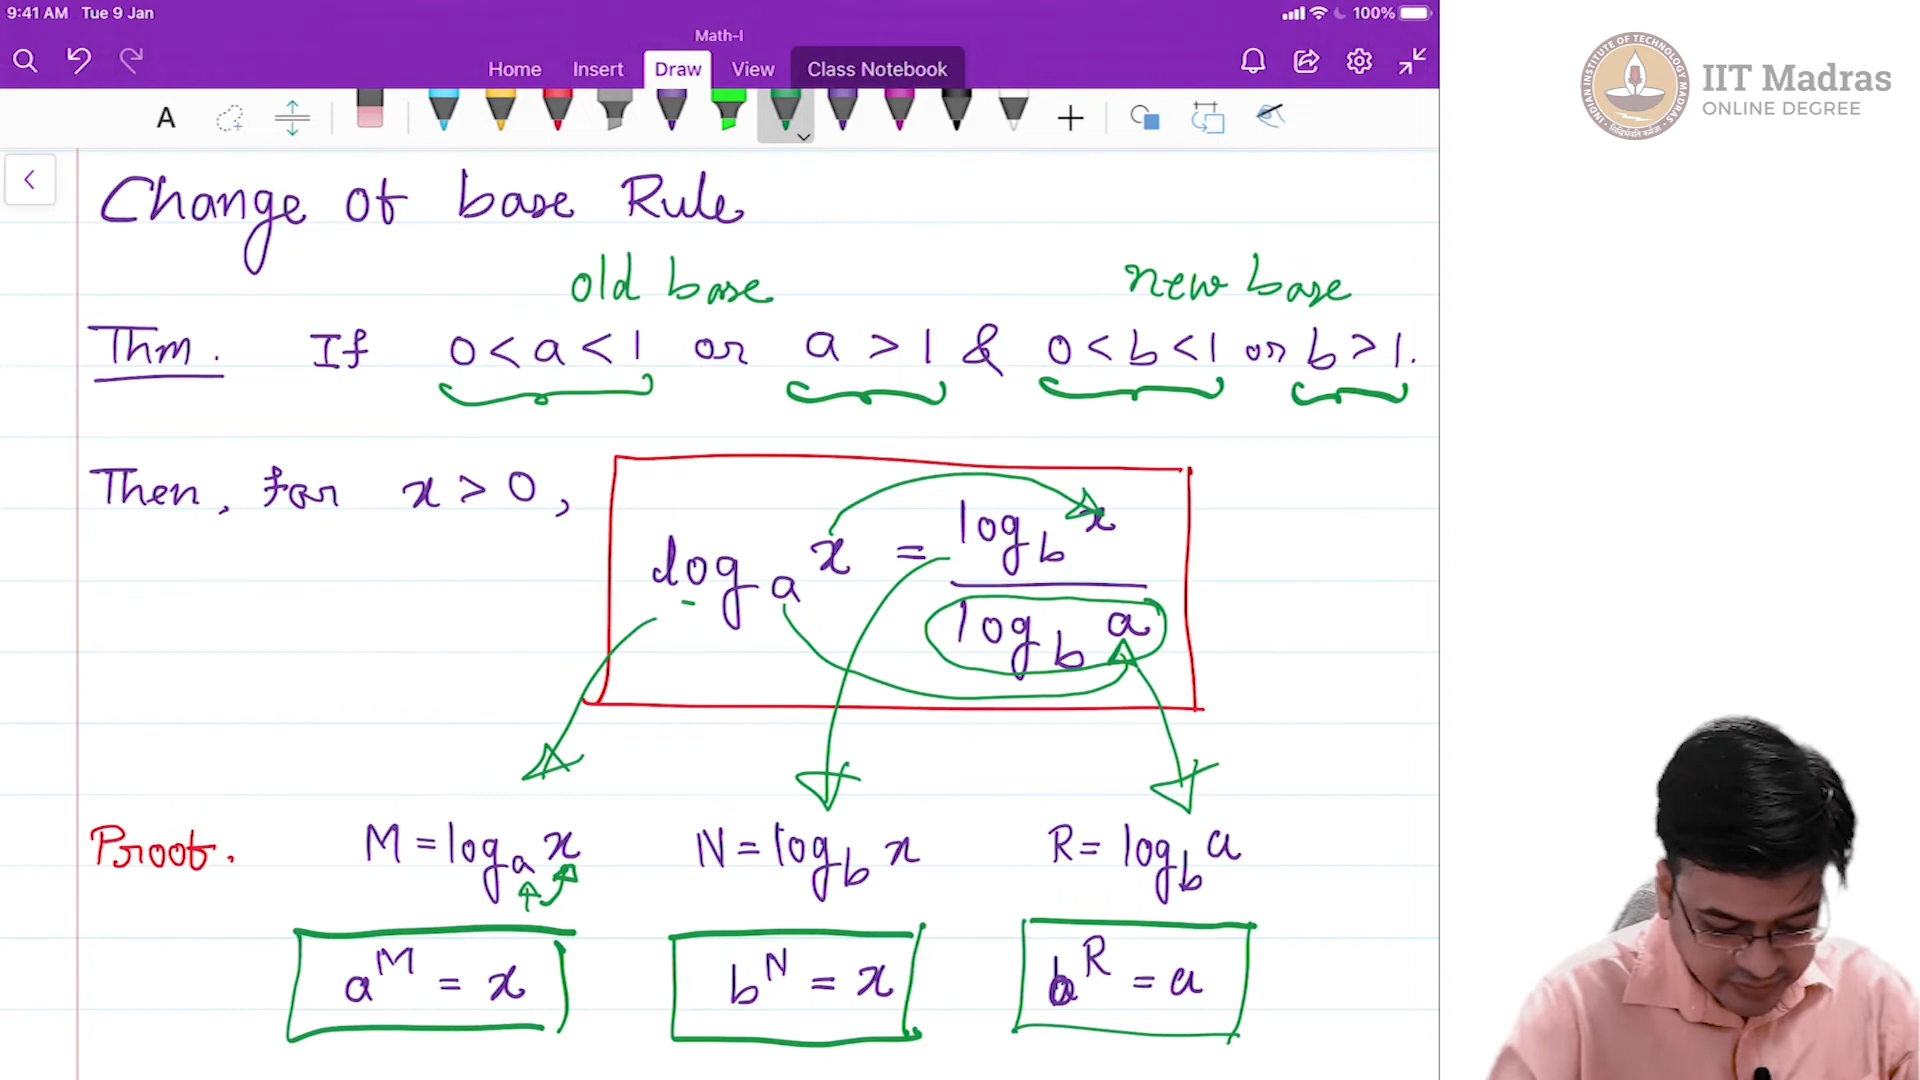 9:41 AM Tue 9 Jan
100%
Math-I
Home Insert Draw View Class Notebook
A
IIT Madras
ONLINE DEGREE
Change of base Rule
old base new base
Thm. If 0 < a < 1 or a > 1 & 0 < b < 1 or b > 1.
Then, for x > 0,
log_a x = log_b x / log_b a
Proof. M = log_a x N = log_b x R = log_b a
a^M = x b^N = x b^R = a